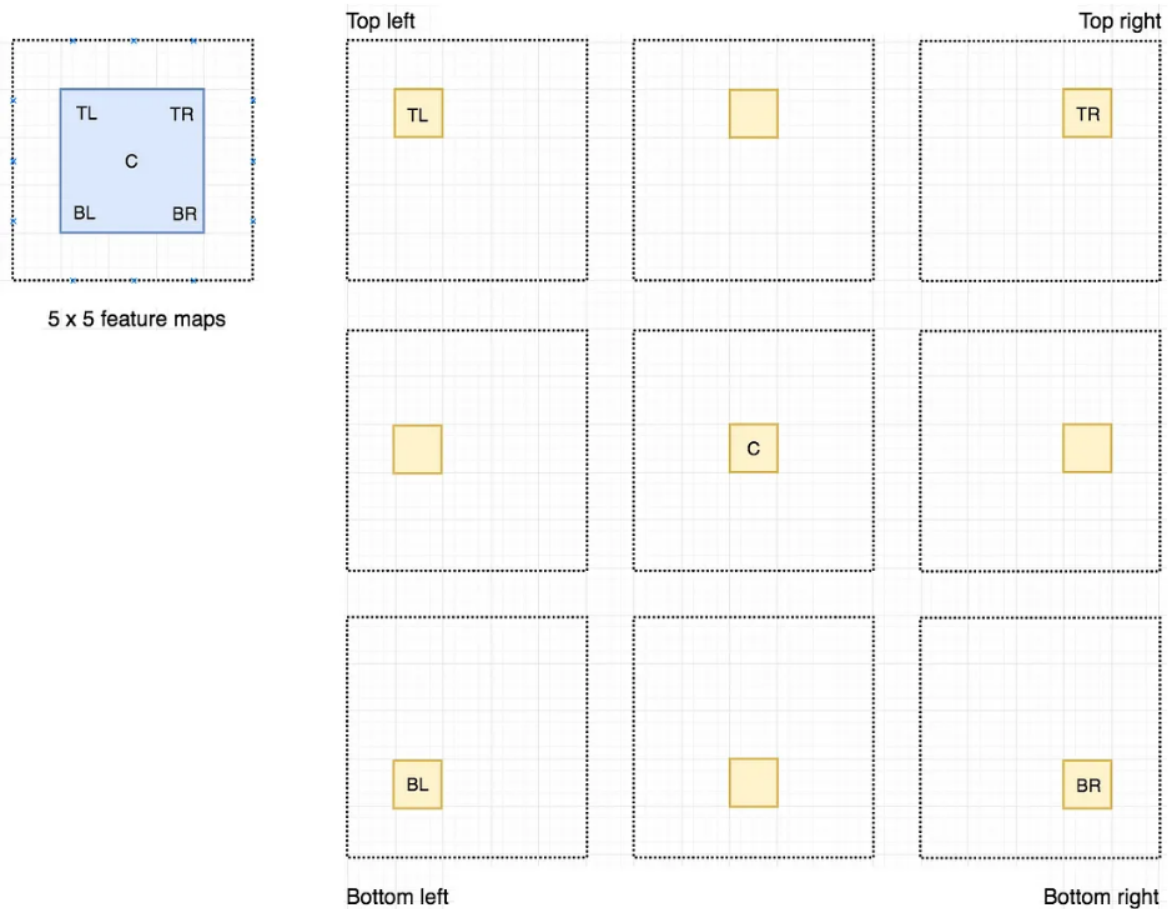 Top left
Top right
TL
TR
C
BL
BR
5 x 5 feature maps
TL
TR
C
BL
BR
Bottom left
Bottom right